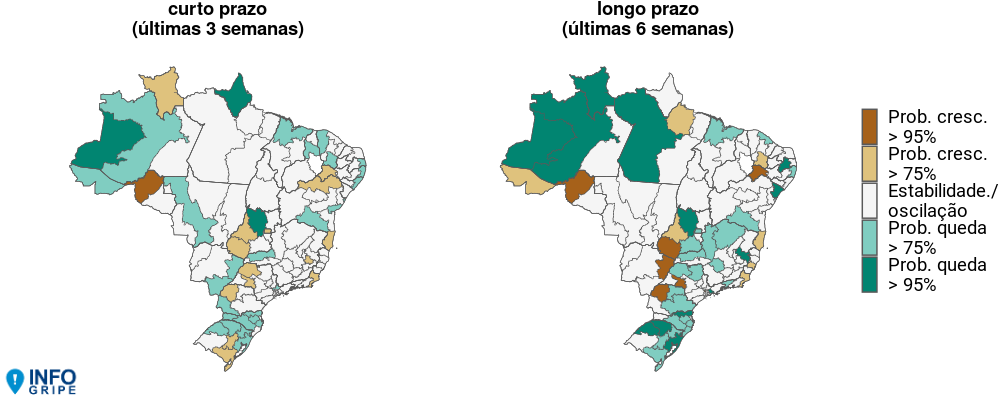 curto prazo
(últimas 3 semanas)
longo prazo
(últimas 6 semanas)
Prob. cresc.
> 95%
Prob. cresc.
> 75%
Estabilidade./
oscilação
Prob. queda
> 75%
Prob. queda
> 95%
INFO
GRIPE